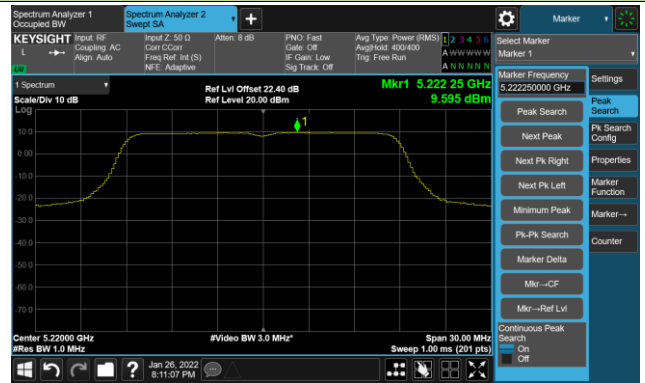 Spectrum Analyzer 1
Occupied BW
Spectrum Analyzer 2
Swept SA
+
Marker
KEYSIGHT
L
LXI
Input: RF
Coupling: AC
Align: Auto
Input Z: 50 Ω
Corr CCorr
Freq Ref: Int (S)
NFE: Adaptive
Atten: 8 dB
PNO: Fast
Gate: Off
IF Gain: Low
Sig Track: Off
Avg Type: Power (RMS)
Avg|Hold: 400/400
Trig: Free Run
1 2 3 4 5 6
A W W W W W
A N N N N N
Select Marker
Marker 1
1 Spectrum
Scale/Div 10 dB
Log
Ref Lvl Offset 22.40 dB
Ref Level 20.00 dBm
Mkr1 5.222 25 GHz
9.595 dBm
1
10.0
0.00
-10.0
-20.0
-30.0
-40.0
-50.0
-60.0
-70.0
Center 5.22000 GHz
#Res BW 1.0 MHz
#Video BW 3.0 MHz*
Span 30.00 MHz
Sweep 1.00 ms (201 pts)
Marker Frequency
5.222250000 GHz
Peak Search
Next Peak
Next Pk Right
Next Pk Left
Minimum Peak
Pk-Pk Search
Marker Delta
Mkr→CF
Mkr→Ref Lvl
Continuous Peak
Search
On
Off
Settings
Peak
Search
Pk Search
Config
Properties
Marker
Function
Marker→
Counter
?
Jan 26, 2022
8:11:07 PM